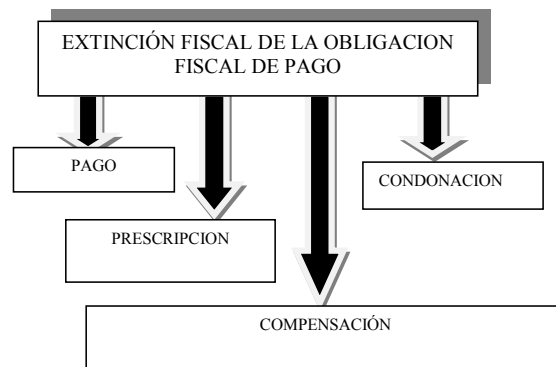 EXTINCIÓN FISCAL DE LA OBLIGACION
FISCAL DE PAGO
PAGO
CONDONACION
PRESCRIPCION
COMPENSACIÓN